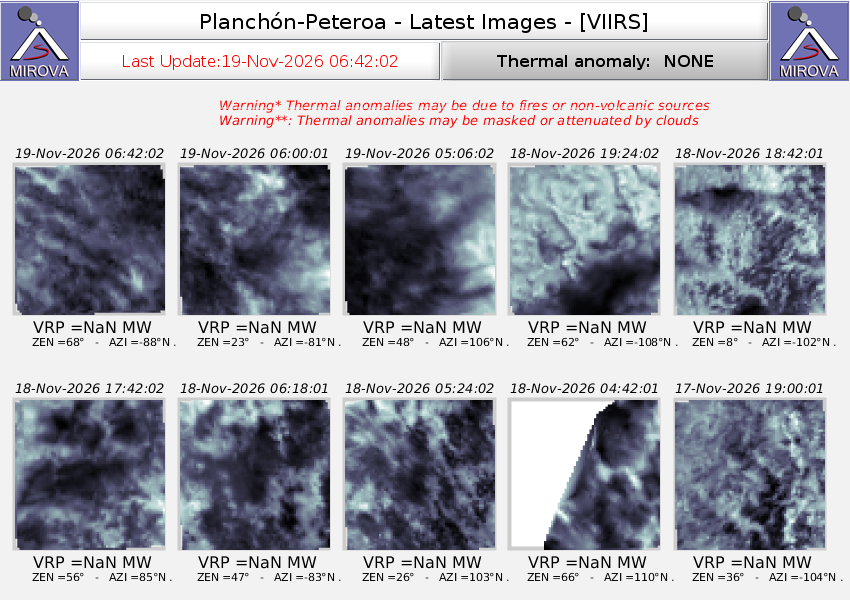 Planchón-Peteroa - Latest Images - [VIIRS]
MIROVA
MIROVA
Last Update:19-Nov-2026 06:42:02
Thermal anomaly: NONE
Warning* Thermal anomalies may be due to fires or non-volcanic sources
Warning**: Thermal anomalies may be masked or attenuated by clouds
19-Nov-2026 06:42:02
19-Nov-2026 06:00:01
19-Nov-2026 05:06:02
18-Nov-2026 19:24:02
18-Nov-2026 18:42:01
VRP =NaN MW
VRP =NaN MW
VRP =NaN MW
VRP =NaN MW
VRP =NaN MW
ZEN =68° - AZI =-88°N .
ZEN =23° - AZI =-81°N .
ZEN =48° - AZI =106°N .
ZEN =62° - AZI =-108°N .
ZEN =8° - AZI =-102°N .
18-Nov-2026 17:42:02
18-Nov-2026 06:18:01
18-Nov-2026 05:24:02
18-Nov-2026 04:42:01
17-Nov-2026 19:00:01
VRP =NaN MW
VRP =NaN MW
VRP =NaN MW
VRP =NaN MW
VRP =NaN MW
ZEN =56° - AZI =85°N .
ZEN =47° - AZI =-83°N .
ZEN =26° - AZI =103°N .
ZEN =66° - AZI =110°N .
ZEN =36° - AZI =-104°N .